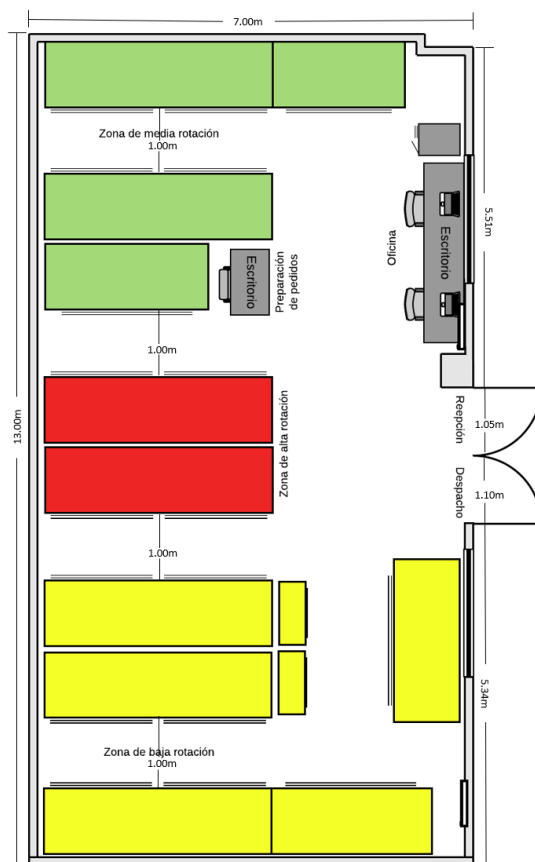 7.00m
Zona de media rotación
1.00m
5.51m
Escritorio
Oficina
Escritorio
Preparación
de pedidos
1.00m
13.00m
Zona de alta rotación
Reepción
1.05m
Despacho
1.10m
1.00m
5.34m
Zona de baja rotación
1.00m